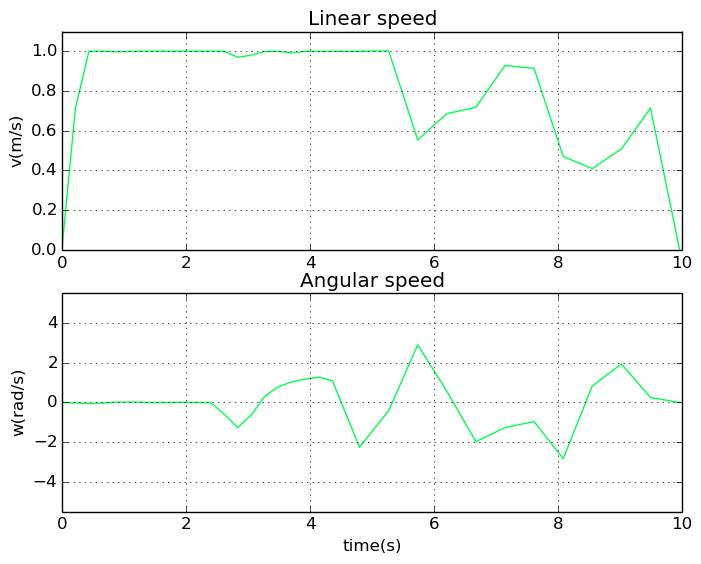 Linear speed
1.0
0.8
0.6
0.4
0.2
0.0
v(m/s)
0 2 4 6 8 10
Angular speed
4
2
0
−2
−4
w(rad/s)
0 2 4 6 8 10
time(s)